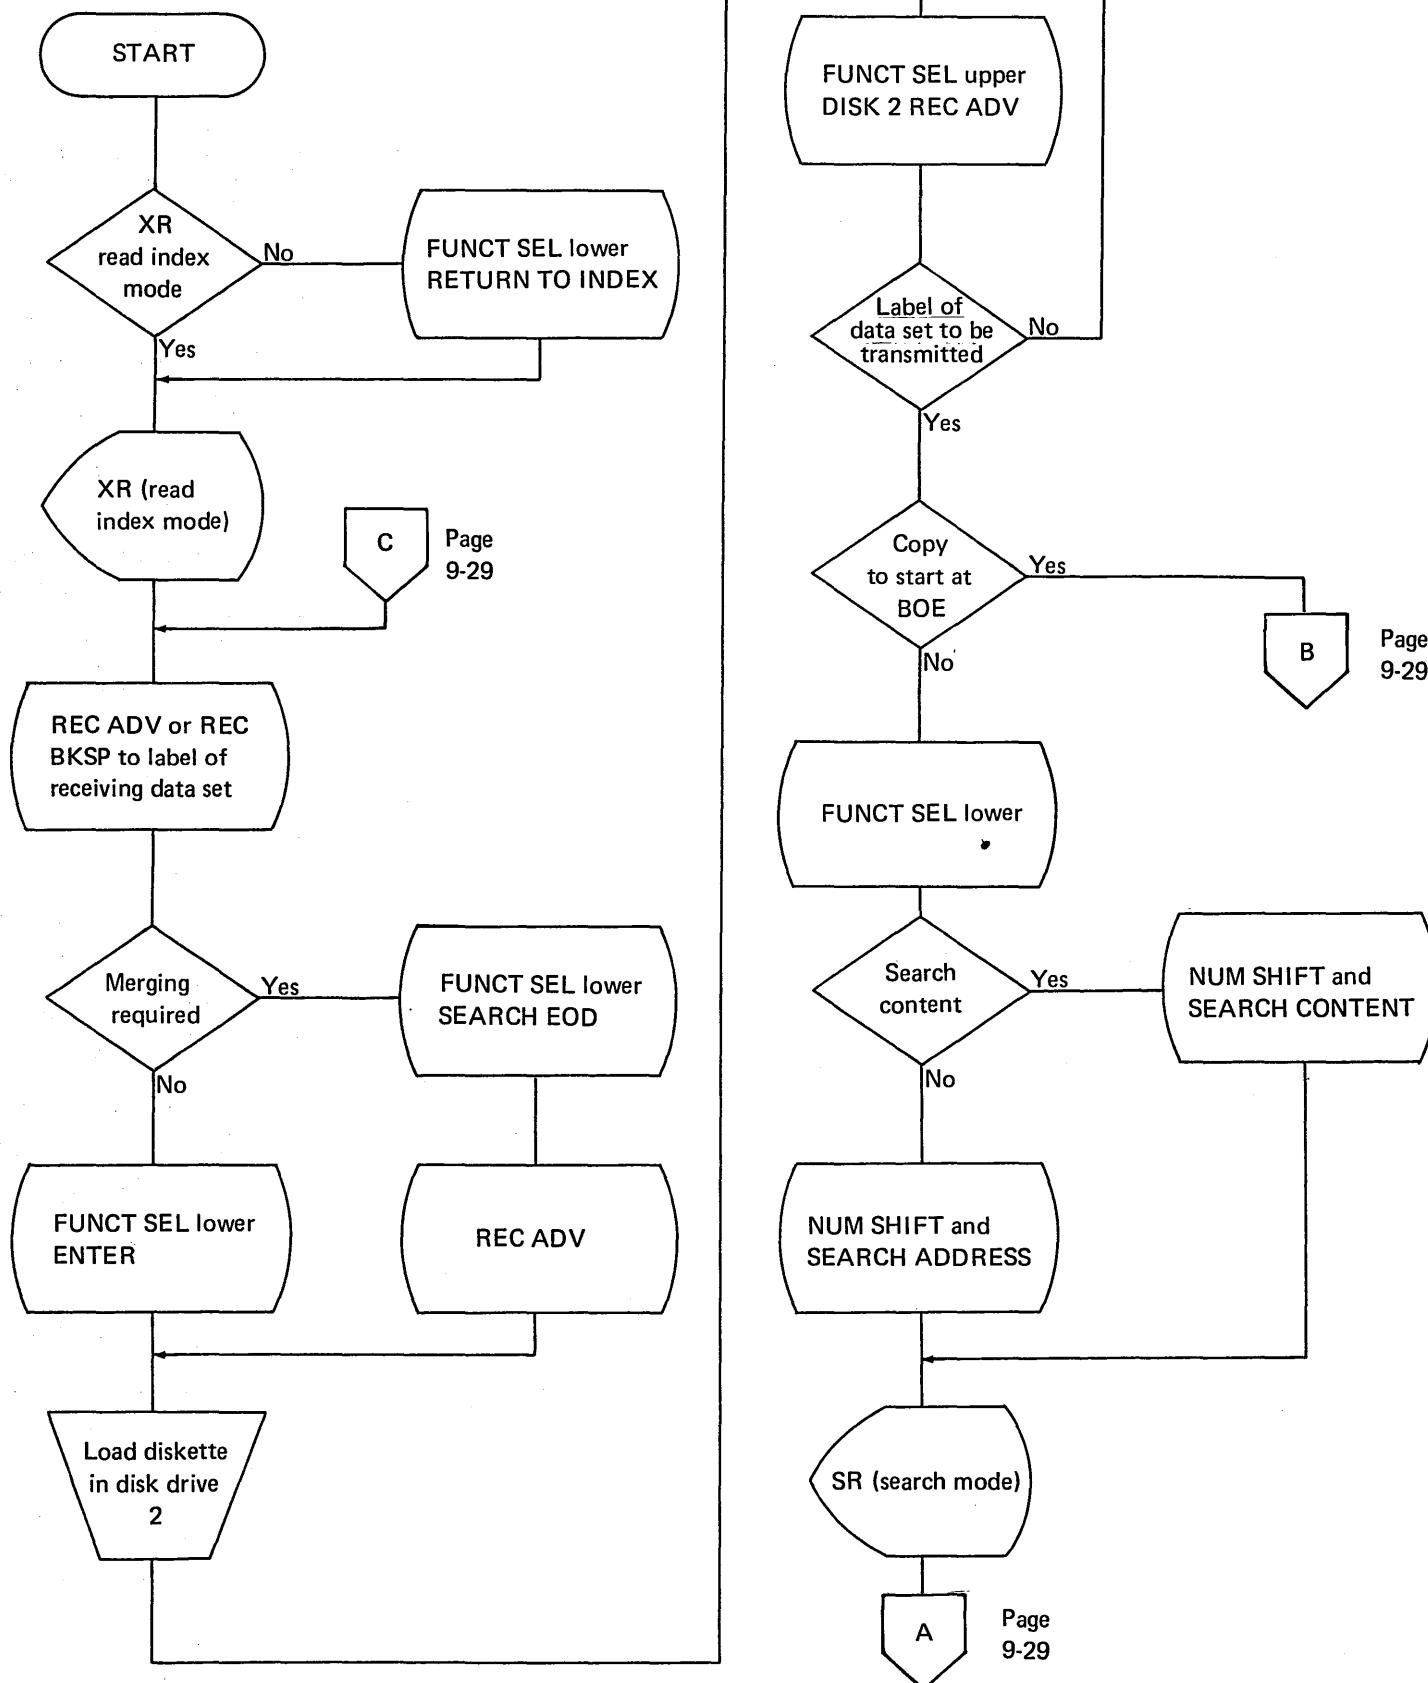 START
XR
read index
mode
No
FUNCT SEL lower
RETURN TO INDEX
Yes
XR (read
index mode)
C
Page
9-29
REC ADV or REC
BKSP to label of
receiving data set
Merging
required
Yes
FUNCT SEL lower
SEARCH EOD
No
FUNCT SEL lower
ENTER
REC ADV
Load diskette
in disk drive
2
FUNCT SEL upper
DISK 2 REC ADV
Label of
data set to be
transmitted
No
Yes
Copy
to start at
BOE
Yes
B
Page
9-29
No
FUNCT SEL lower
Search
content
Yes
NUM SHIFT and
SEARCH CONTENT
No
NUM SHIFT and
SEARCH ADDRESS
SR (search mode)
A
Page
9-29